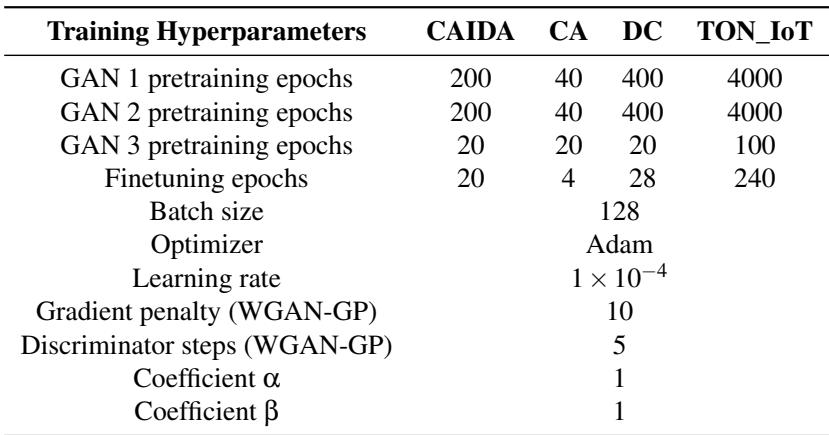 Training Hyperparameters CAIDA CA DC TON_IoT
GAN 1 pretraining epochs 200 40 400 4000
GAN 2 pretraining epochs 200 40 400 4000
GAN 3 pretraining epochs 20 20 20 100
Finetuning epochs 20 4 28 240
Batch size 128
Optimizer Adam
Learning rate 1 × 10⁻⁴
Gradient penalty (WGAN-GP) 10
Discriminator steps (WGAN-GP) 5
Coefficient α 1
Coefficient β 1